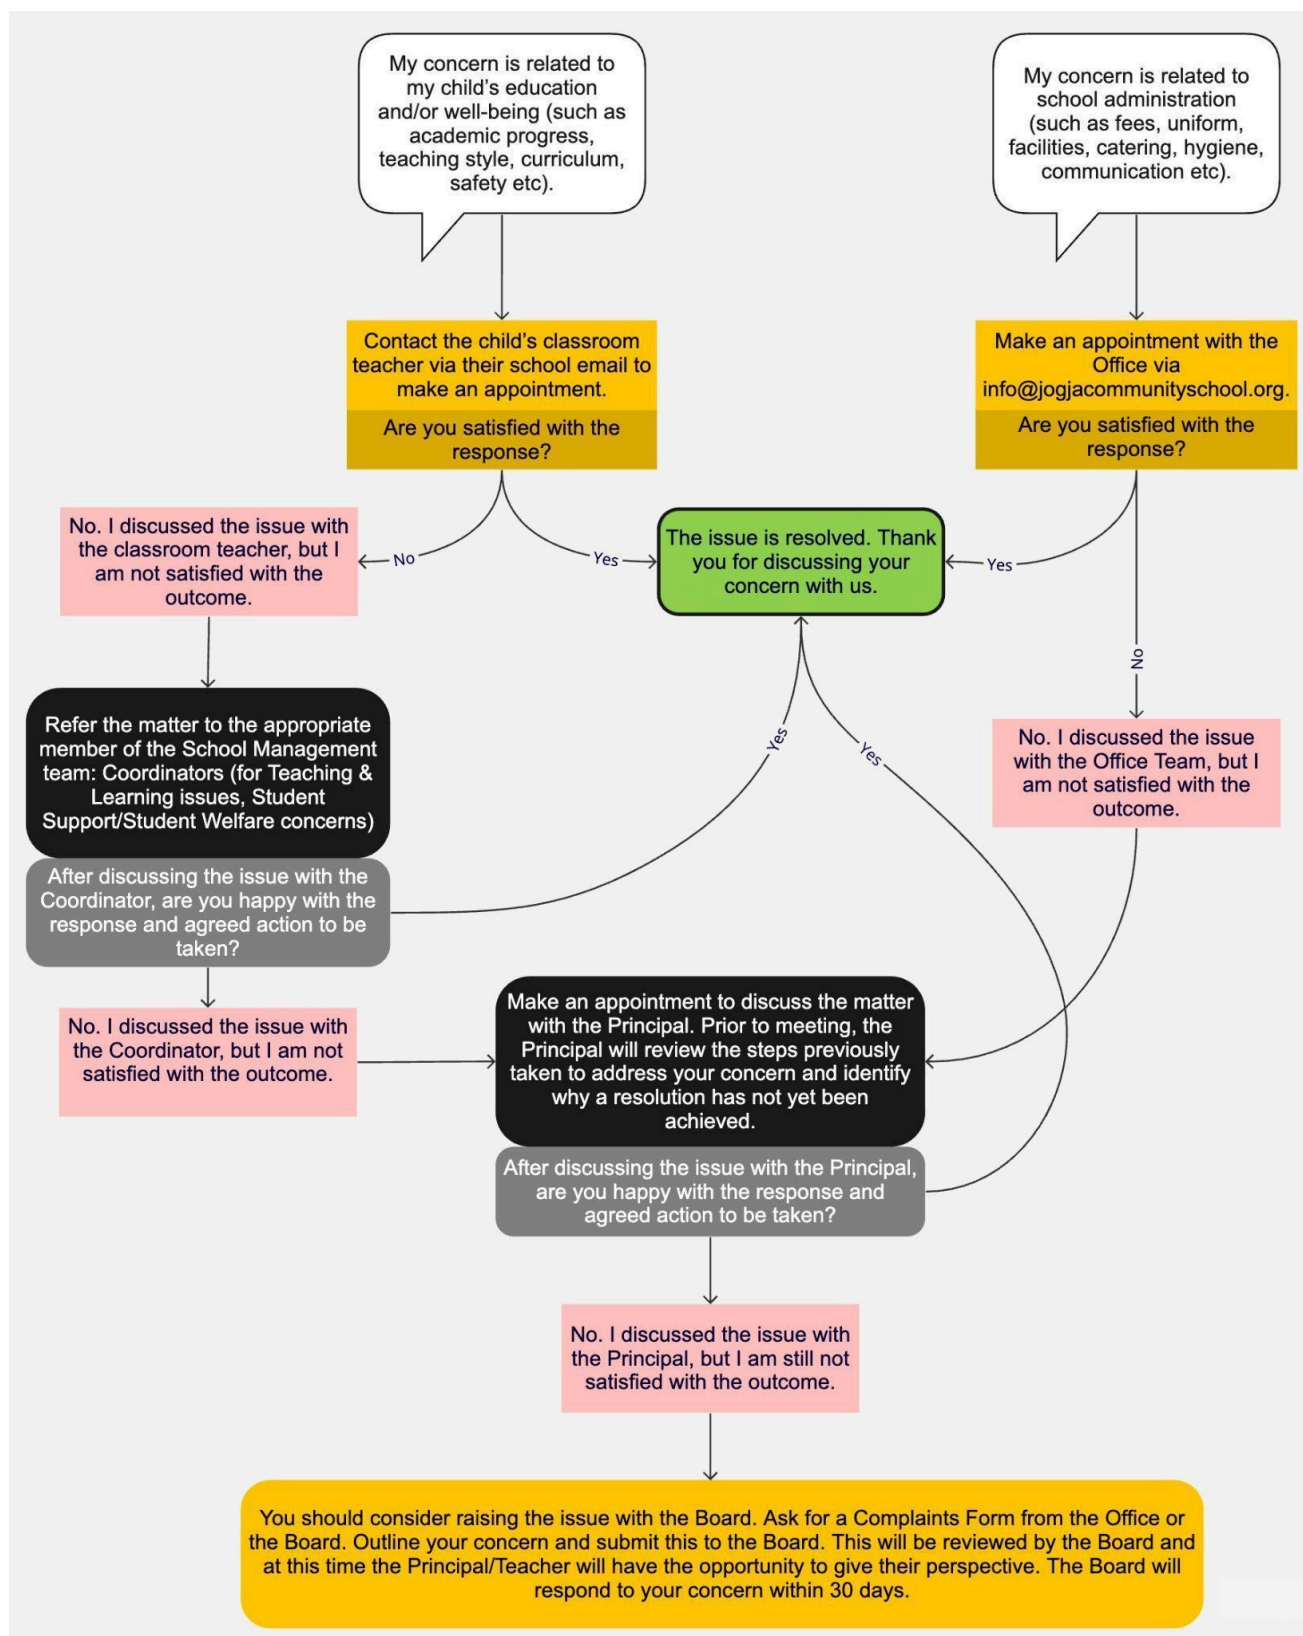 My concern is related to
my child's education
and/or well-being (such as
academic progress,
teaching style, curriculum,
safety etc).
My concern is related to
school administration
(such as fees, uniform,
facilities, catering, hygiene,
communication etc).
Contact the child's classroom
teacher via their school email to
make an appointment.
Are you satisfied with the
response?
Make an appointment with the
Office via
info@jogjacommunityschool.org.
Are you satisfied with the
response?
No. I discussed the issue with
the classroom teacher, but I
am not satisfied with the
outcome.
No
Yes
The issue is resolved. Thank
you for discussing your
concern with us.
Yes
No
Refer the matter to the appropriate
member of the School Management
team: Coordinators (for Teaching &
Learning issues, Student
Support/Student Welfare concerns)
After discussing the issue with the
Coordinator, are you happy with the
response and agreed action to be
taken?
Yes
Yes
No. I discussed the issue
with the Office Team, but I
am not satisfied with the
outcome.
No. I discussed the issue with
the Coordinator, but I am not
satisfied with the outcome.
Make an appointment to discuss the matter
with the Principal. Prior to meeting, the
Principal will review the steps previously
taken to address your concern and identify
why a resolution has not yet been
achieved.
After discussing the issue with the Principal,
are you happy with the response and
agreed action to be taken?
No. I discussed the issue with
the Principal, but I am still not
satisfied with the outcome.
You should consider raising the issue with the Board. Ask for a Complaints Form from the Office or
the Board. Outline your concern and submit this to the Board. This will be reviewed by the Board and
at this time the Principal/Teacher will have the opportunity to give their perspective. The Board will
respond to your concern within 30 days.